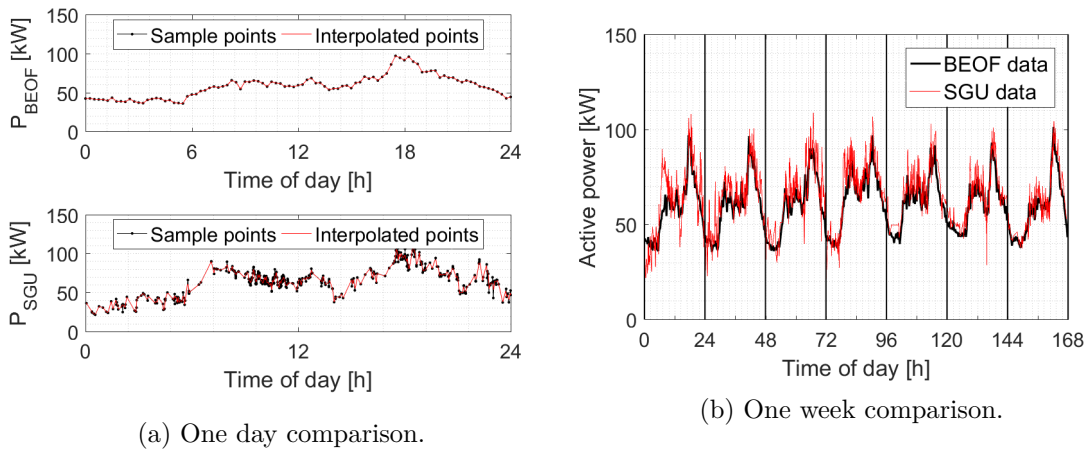 150
100
50
0
P_BEOF [kW]
Sample points Interpolated points
0 6 12 18 24
Time of day [h]
150
100
50
0
P_SGU [kW]
Sample points Interpolated points
0 12 24
Time of day [h]
(a) One day comparison.
150
100
50
0
Active power [kW]
BEOF data
SGU data
0 24 48 72 96 120 144 168
Time of day [h]
(b) One week comparison.